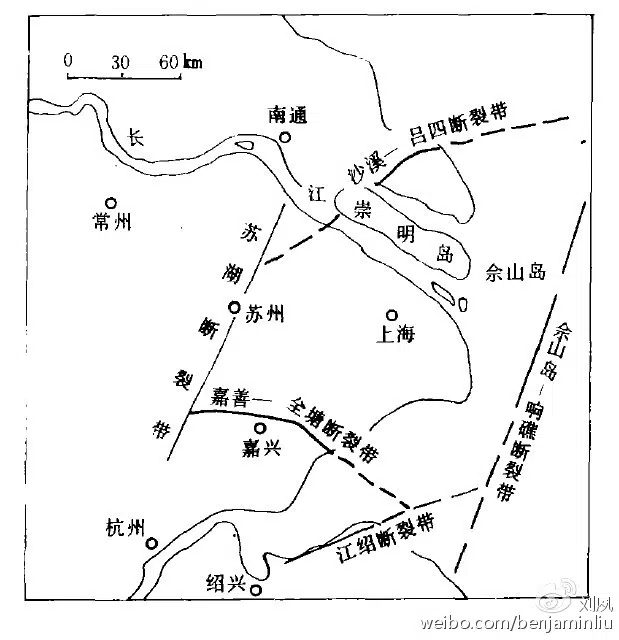 0 30 60 km
南通
长
江
常州
沙溪—吕四断裂带
崇明岛
佘山岛
苏湖断裂带
苏州
上海
佘山岛—响礁断裂带
嘉善—全塘断裂带
嘉兴
杭州
江绍断裂带
绍兴
weibo.com/benjaminliu